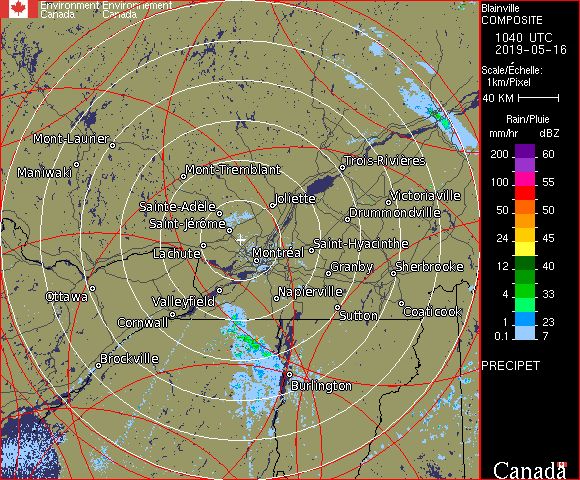 Environment Environnement
Canada Canada
Blainville
COMPOSITE
1040 UTC
2019-05-16
Scale/Échelle:
1km/Pixel
40 KM
Rain/Pluie
mm/hr dBZ
200 60
100 55
50 50
24 45
12 40
4 33
1 23
0.1 7
PRECIPET
Canada
Mont-Laurier
Maniwaki
Mont-Tremblant
Trois-Rivières
Sainte-Adèle
Joliette
Victoriaville
Saint-Jérôme
Drummondville
Lachute
Montréal
Saint-Hyacinthe
Granby
Sherbrooke
Ottawa
Valleyfield
Napierville
Cornwall
Sutton
Coaticook
Brockville
Burlington